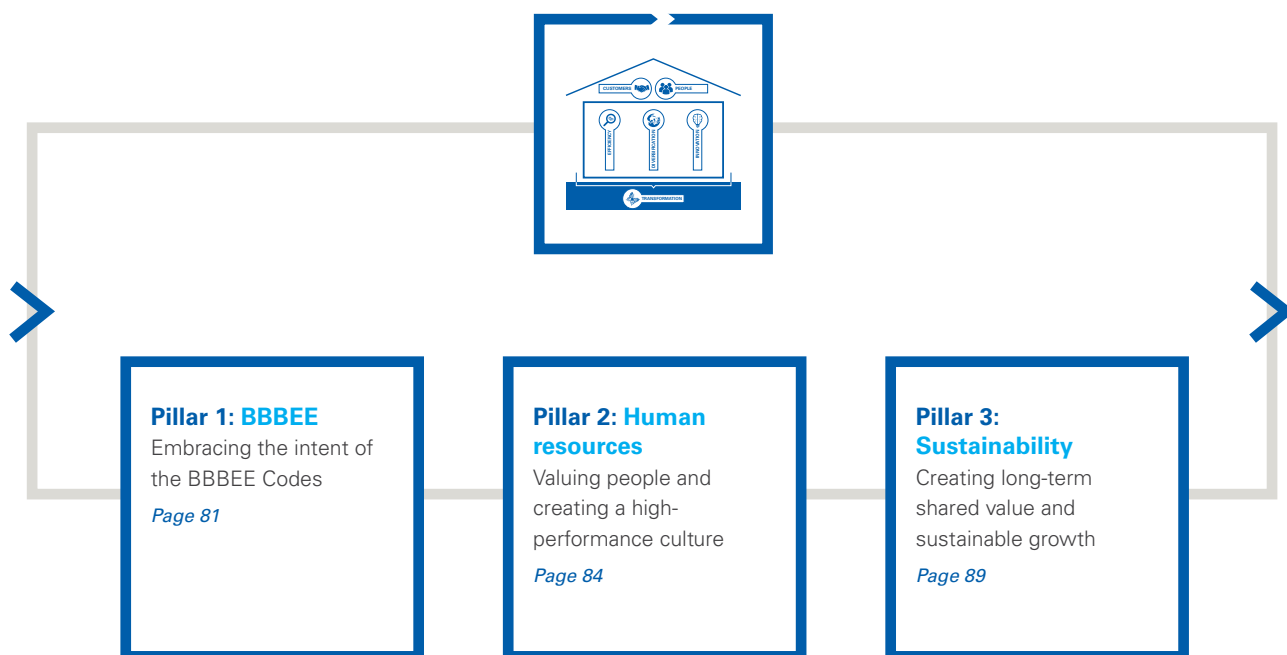 CUSTOMERS
PEOPLE
EFFICIENCY
DIVERSIFICATION
INNOVATION
TRANSFORMATION
Pillar 1: BBBEE
Embracing the intent of
the BBBEE Codes
Page 81
Pillar 2: Human
resources
Valuing people and
creating a high-
performance culture
Page 84
Pillar 3:
Sustainability
Creating long-term
shared value and
sustainable growth
Page 89